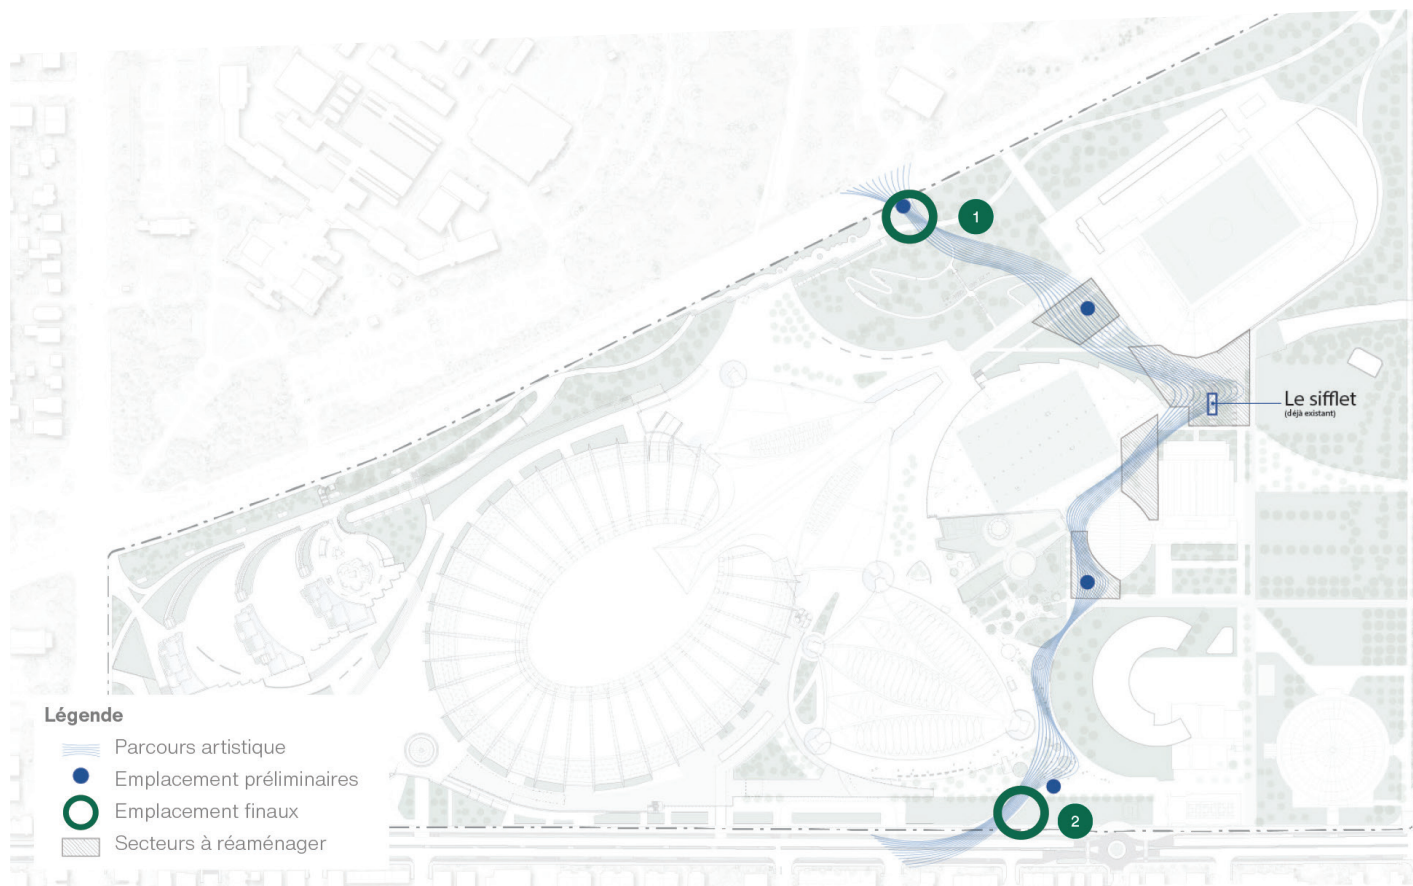 1
Le sifflet
(déjà existant)
Légende
Parcours artistique
Emplacement préliminaires
Emplacement finaux
Secteurs à réaménager
2